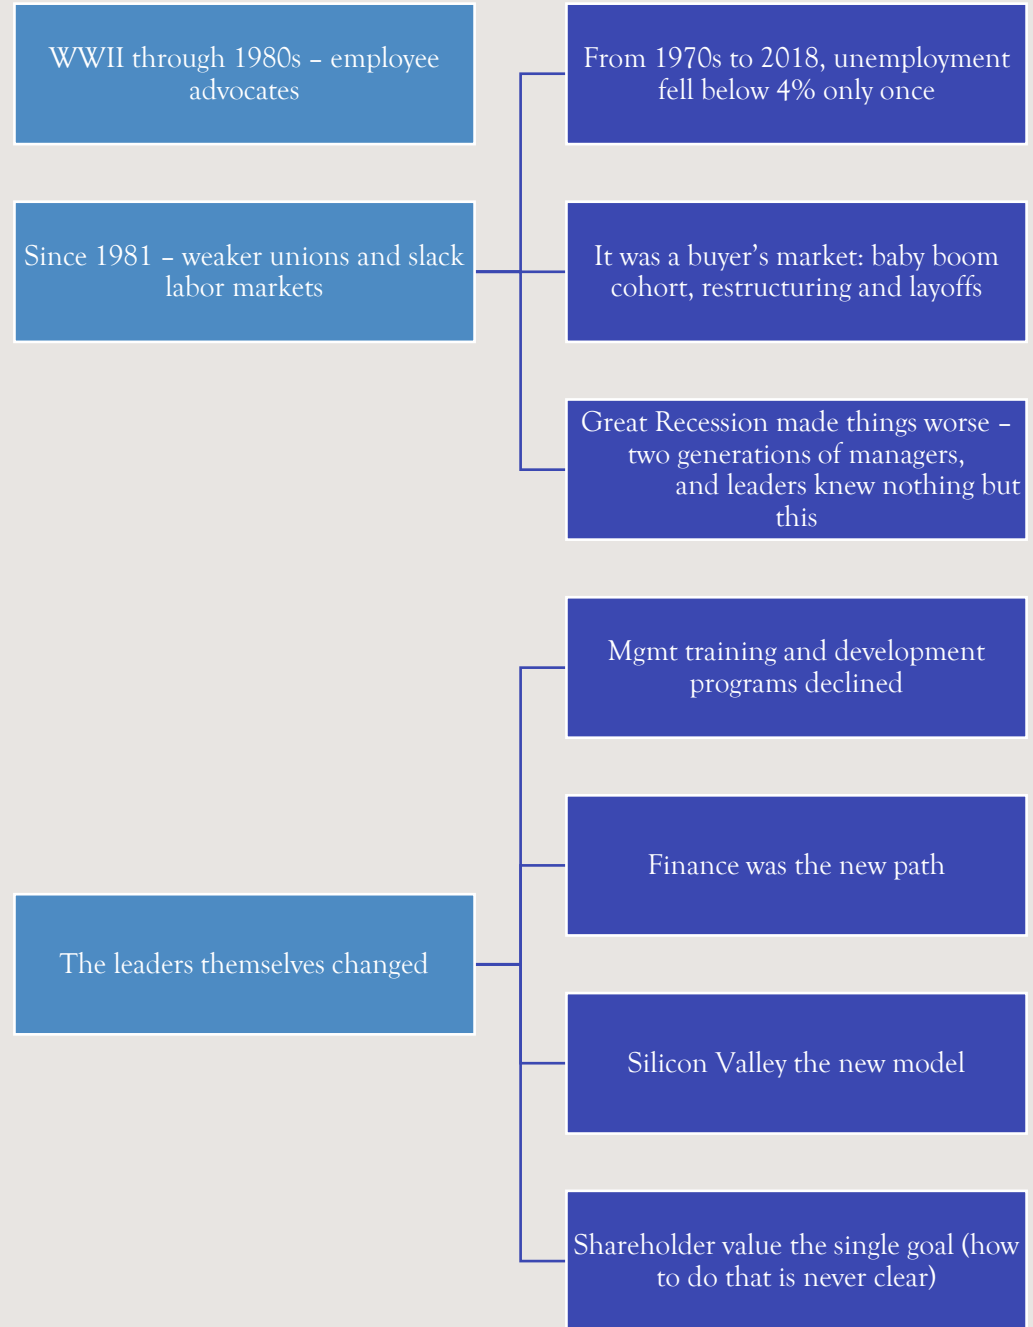 WWII through 1980s – employee
advocates
Since 1981 – weaker unions and slack
labor markets
From 1970s to 2018, unemployment
fell below 4% only once
It was a buyer's market: baby boom
cohort, restructuring and layoffs
Great Recession made things worse –
two generations of managers,
and leaders knew nothing but
this
The leaders themselves changed
Mgmt training and development
programs declined
Finance was the new path
Silicon Valley the new model
Shareholder value the single goal (how
to do that is never clear)